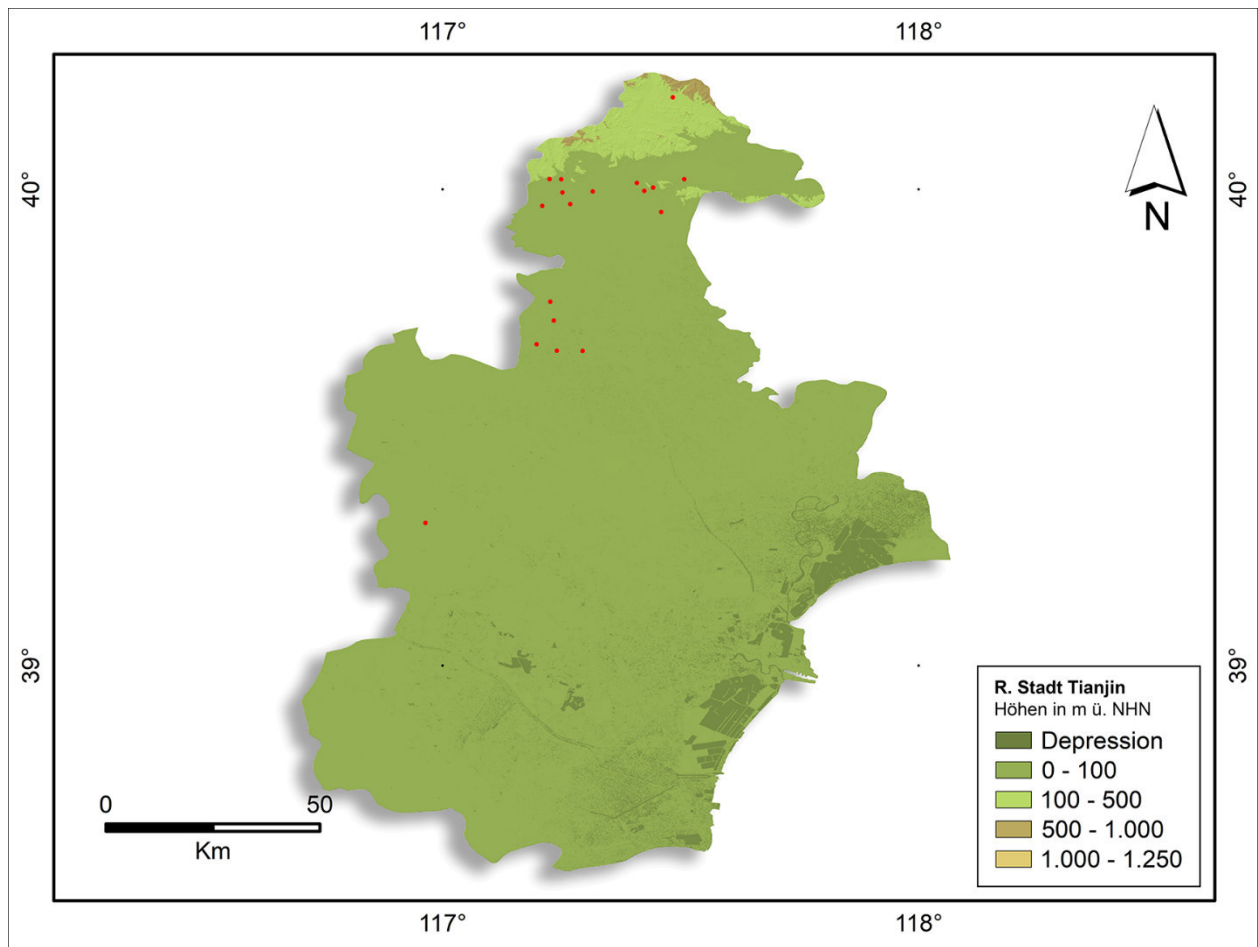 117°
118°
40°
40°
N
39°
39°
R. Stadt Tianjin
Höhen in m ü. NHN
Depression
0 - 100
100 - 500
500 - 1.000
1.000 - 1.250
0
50
Km
117°
118°